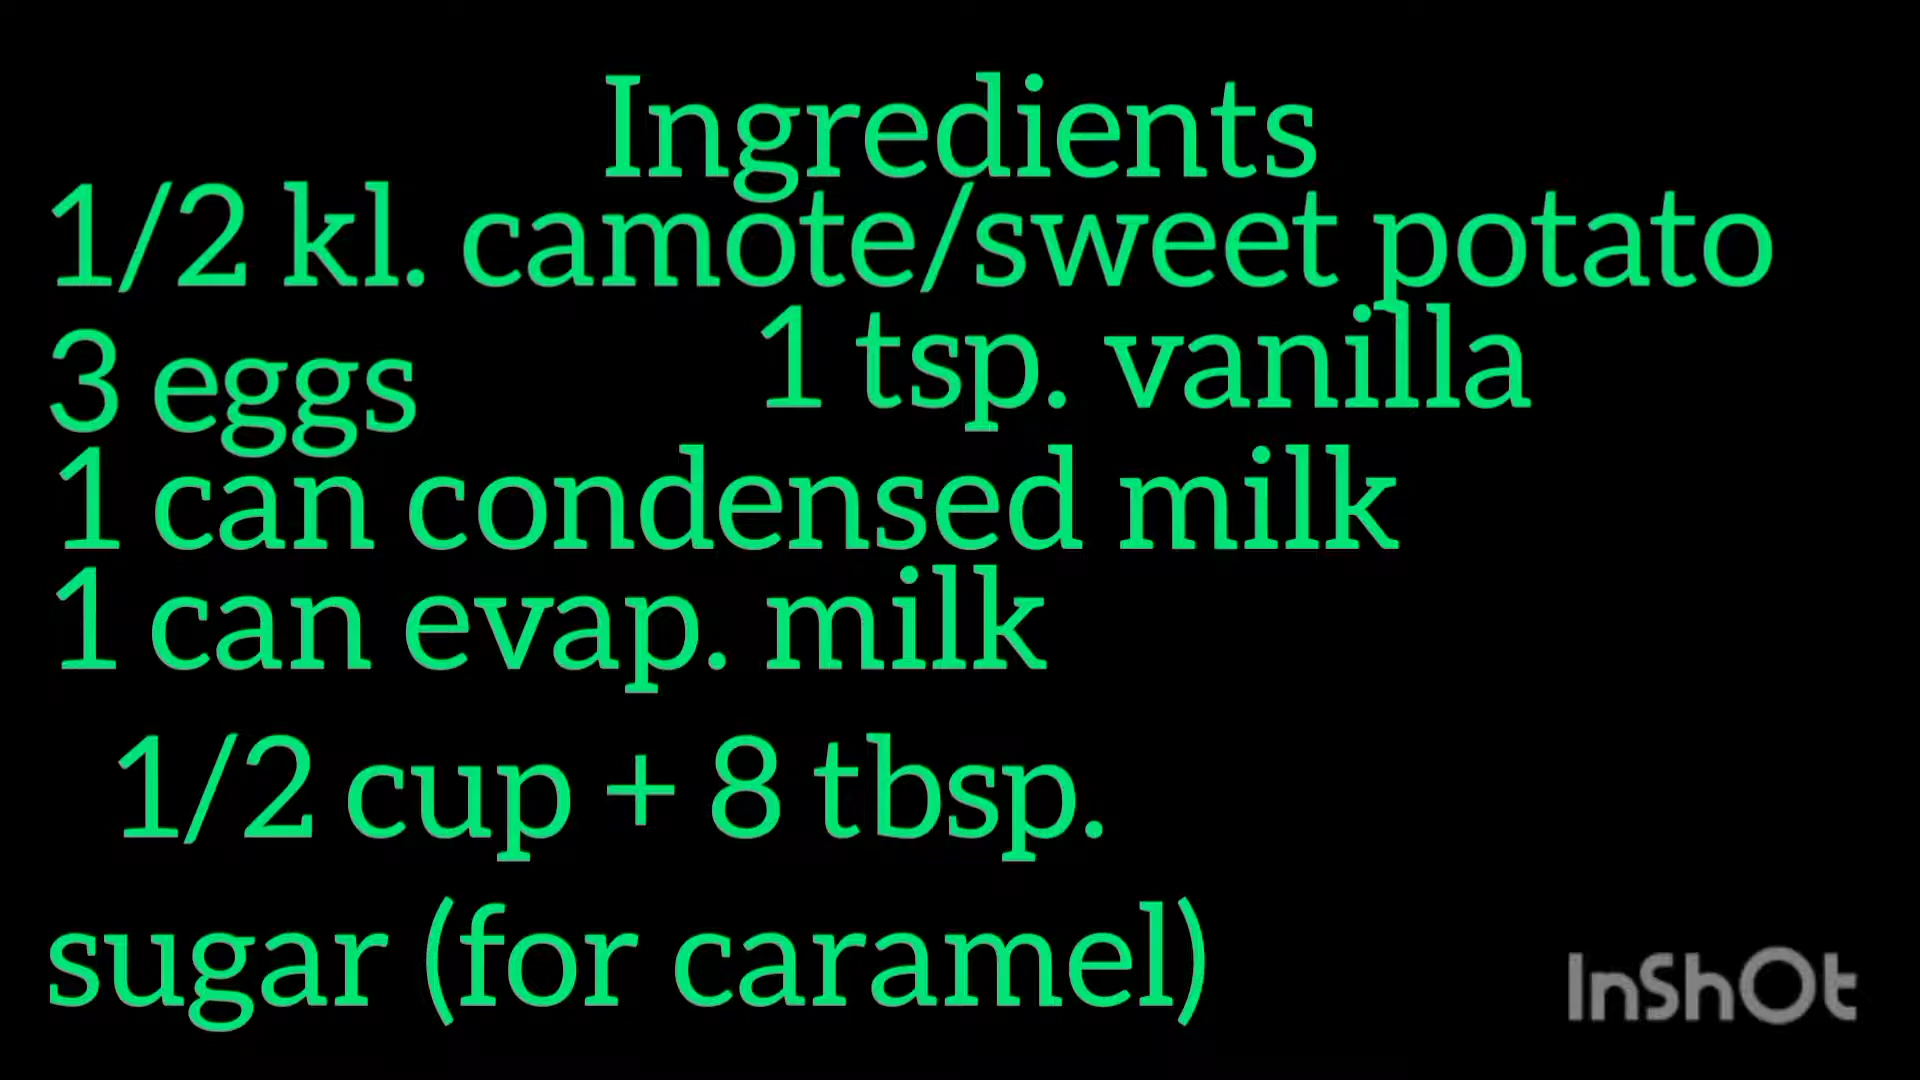 Ingredients
1/2 kl. camote/sweet potato
3 eggs 1 tsp. vanilla
1 can condensed milk
1 can evap. milk
1/2 cup + 8 tbsp.
sugar (for caramel)
InShOt